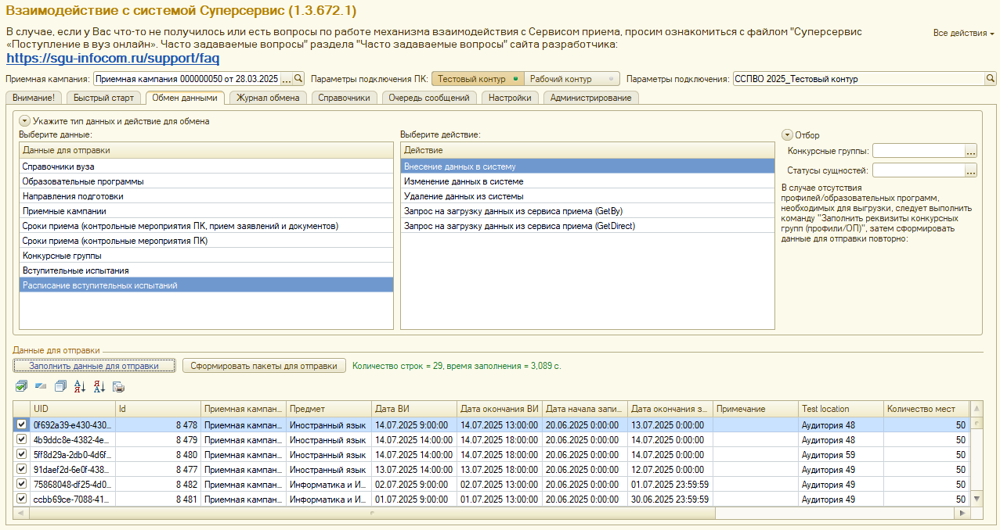 Взаимодействие с системой Суперсервис (1.3.672.1)
В случае, если у Вас что-то не получилось или есть вопросы по работе механизма взаимодействия с Сервисом приема, просим ознакомиться с файлом "Суперсервис
«Поступление в вуз онлайн». Часто задаваемые вопросы" раздела "Часто задаваемые вопросы" сайта разработчика:
https://sgu-infocom.ru/support/faq
Все действия
Приемная кампания: Приемная кампания 000000050 от 28.03.2025 ... Параметры подключения ПК: Тестовый контур Рабочий контур Параметры подключения: ССПВО 2025_Тестовый контур
Внимание! Быстрый старт Обмен данными Журнал обмена Справочники Очередь сообщений Настройки Администрирование
Укажите тип данных и действие для обмена
Выберите данные:
Данные для отправки
Справочники вуза
Образовательные программы
Направления подготовки
Приемные кампании
Сроки приема (контрольные мероприятия ПК, прием заявлений и документов)
Сроки приема (контрольные мероприятия ПК)
Конкурсные группы
Вступительные испытания
Расписание вступительных испытаний
Выберите действие:
Действие
Внесение данных в систему
Изменение данных в системе
Удаление данных из системы
Запрос на загрузку данных из сервиса приема (GetBy)
Запрос на загрузку данных из сервиса приема (GetDirect)
Отбор
Конкурсные группы: ...
Статусы сущностей: ...
В случае отсутствия
профилей/образовательных программ,
необходимых для выгрузки, следует выполнить
команду "Заполнить реквизиты конкурсных
групп (профили/ОП)", затем сформировать
данные для отправки повторно:
Данные для отправки
Заполнить данные для отправки Сформировать пакеты для отправки Количество строк = 29, время заполнения = 3,089 с.
UID Id Приемная кампан... Предмет Дата ВИ Дата окончания ВИ Дата начала запи... Дата окончания з... Примечание Test location Количество мест
0f692a39-e430-430... 8 478 Приемная кампан... Иностранный язык 14.07.2025 9:00:00 14.07.2025 13:00:00 20.06.2025 0:00:00 13.07.2025 0:00:00 Аудитория 48 50
4b9ddc8e-4382-4e... 8 479 Приемная кампан... Иностранный язык 14.07.2025 14:00:00 14.07.2025 18:00:00 20.06.2025 0:00:00 14.07.2025 0:00:00 Аудитория 48 50
5ff8d29a-2db0-4d6f... 8 480 Приемная кампан... Иностранный язык 14.07.2025 14:00:00 14.07.2025 18:00:00 20.06.2025 0:00:00 14.07.2025 0:00:00 Аудитория 59 50
91daef2d-6e0f-438... 8 477 Приемная кампан... Иностранный язык 13.07.2025 14:00:00 13.07.2025 18:00:00 20.06.2025 0:00:00 12.07.2025 0:00:00 Аудитория 49 50
75868048-df25-4d0... 8 482 Приемная кампан... Информатика и И... 02.07.2025 9:00:00 02.07.2025 13:00:00 20.06.2025 0:00:00 01.07.2025 23:59:59 Аудитория 49 50
ccbb69ce-7088-41... 8 481 Приемная кампан... Информатика и И... 01.07.2025 9:00:00 01.07.2025 13:00:00 20.06.2025 0:00:00 30.06.2025 23:59:59 Аудитория 49 50